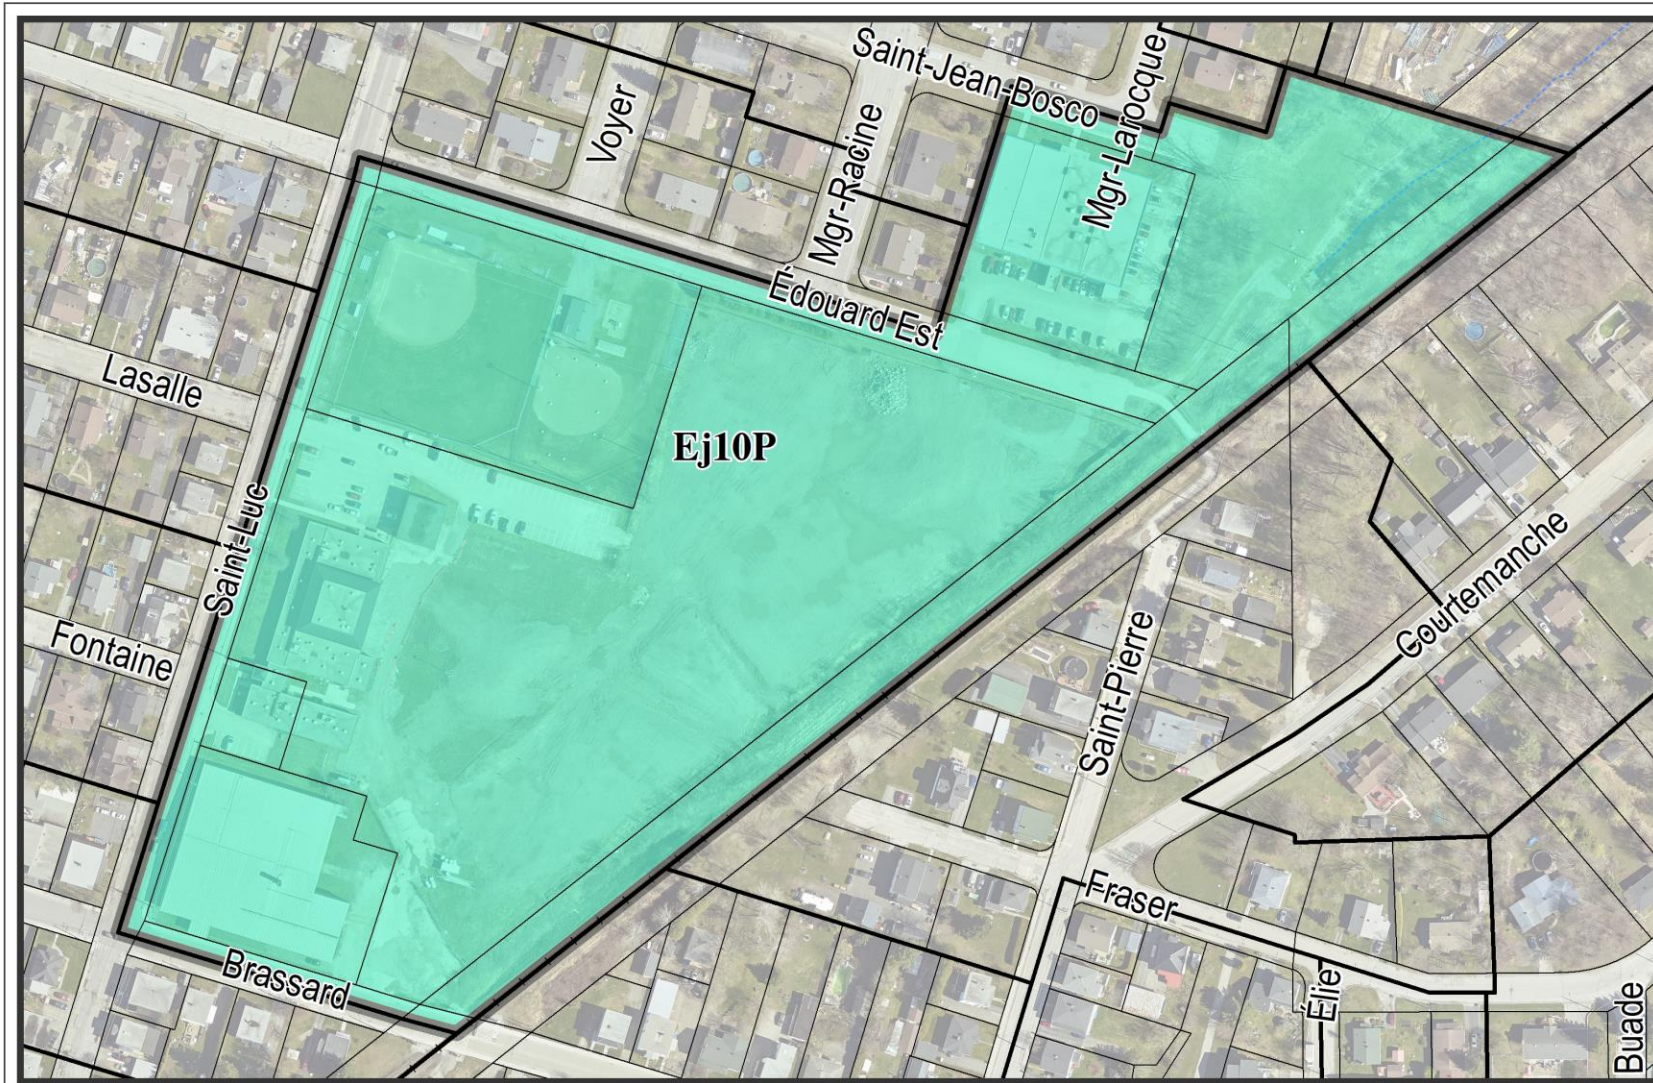 Saint-Jean-Bosco
Mgr-Larocque
Voyer
Mgr-Racine
Édouard Est
Lasalle
Ej10P
Saint-Luc
Courtemanche
Fontaine
Saint-Pierre
Fraser
Brassard
Élie
Buade